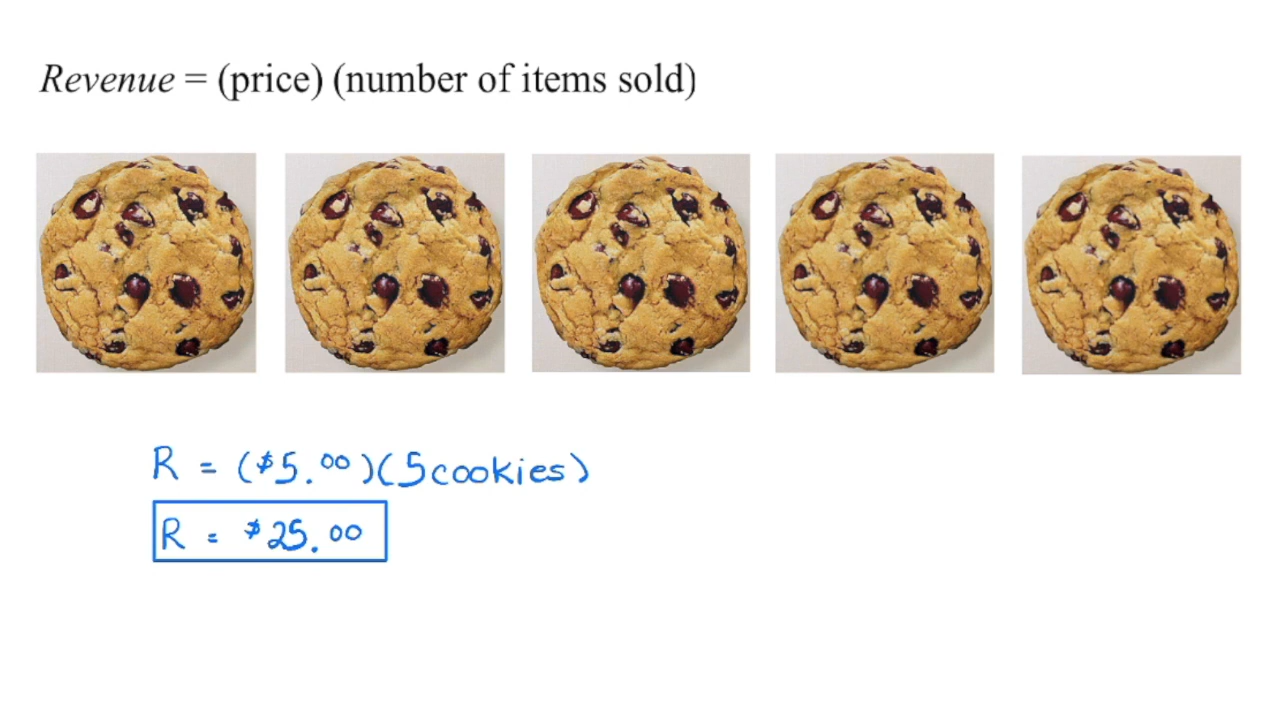 Revenue = (price) (number of items sold)
R = ($5.00)(5cookies)
R = $25.00